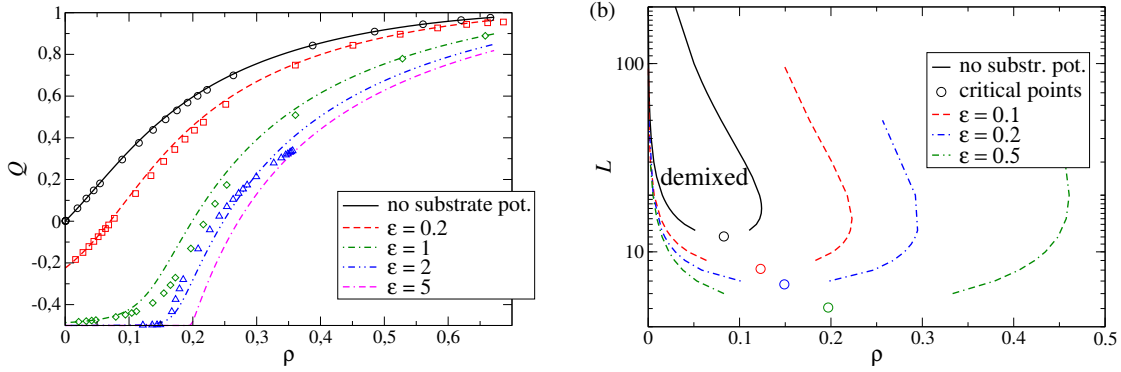 1
0.8
0.6
0.4
0.2
0
-0.2
-0.4
Q
0
0,1
0,2
0,3
0,4
0,5
0,6
ρ
no substrate pot.
ε = 0.2
ε = 1
ε = 2
ε = 5
(b)
100
10
L
demixed
no substr. pot.
critical points
ε = 0.1
ε = 0.2
ε = 0.5
0
0.1
0.2
0.3
0.4
0.5
ρ